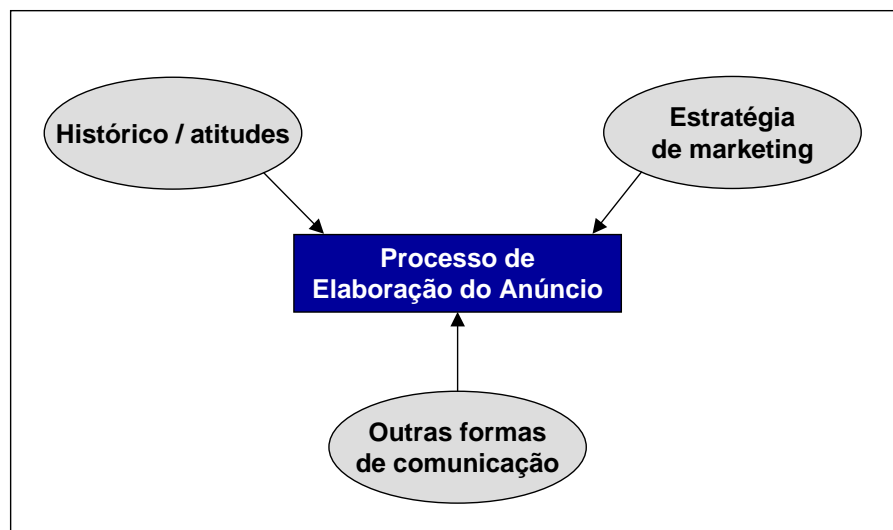 Histórico / atitudes
Estratégia
de marketing
Processo de
Elaboração do Anúncio
Outras formas
de comunicação